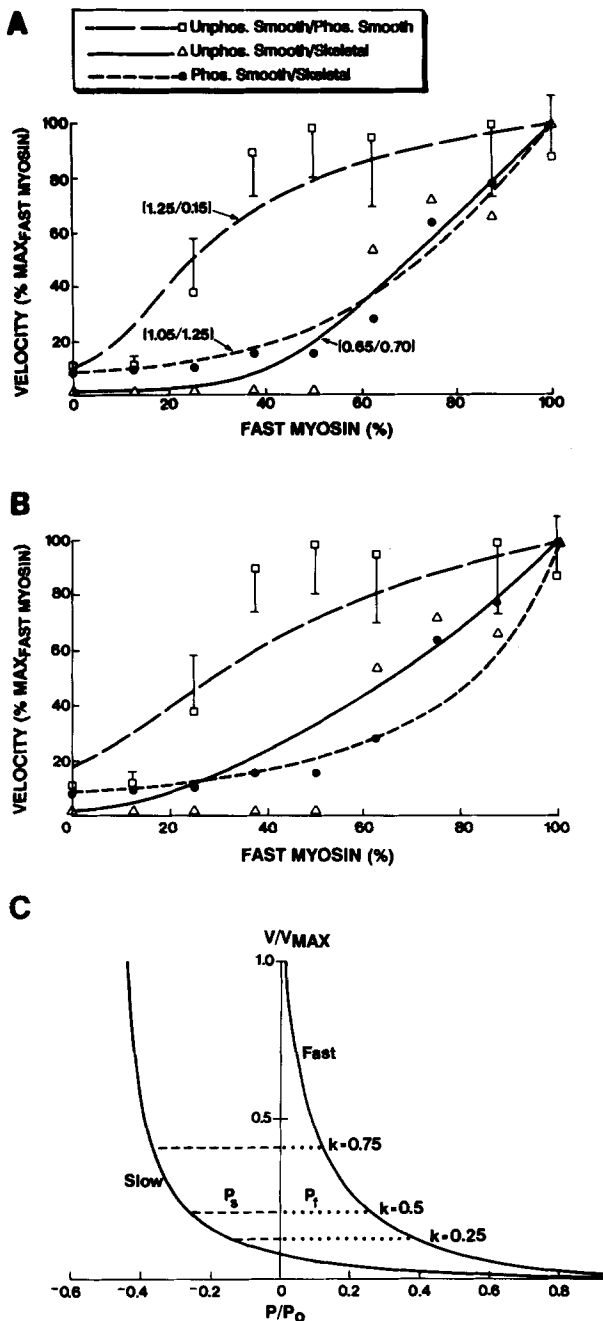 A
Unphos. Smooth/Phos. Smooth
Unphos. Smooth/Skeletal
Phos. Smooth/Skeletal
VELOCITY (% MAX FAST MYOSIN)
100
80
60
40
20
[1.25/0.15]
[1.05/1.25]
[0.65/0.70]
0 20 40 60 80 100
FAST MYOSIN (%)
B
VELOCITY (% MAX FAST MYOSIN)
100
80
60
40
20
0 20 40 60 80 100
FAST MYOSIN (%)
C
V/VMAX
1.0
Fast
0.5
k=0.75
Slow
Ps Pf
k=0.5
k=0.25
-0.6 -0.4 -0.2 0 0.2 0.4 0.6 0.8
P/Po